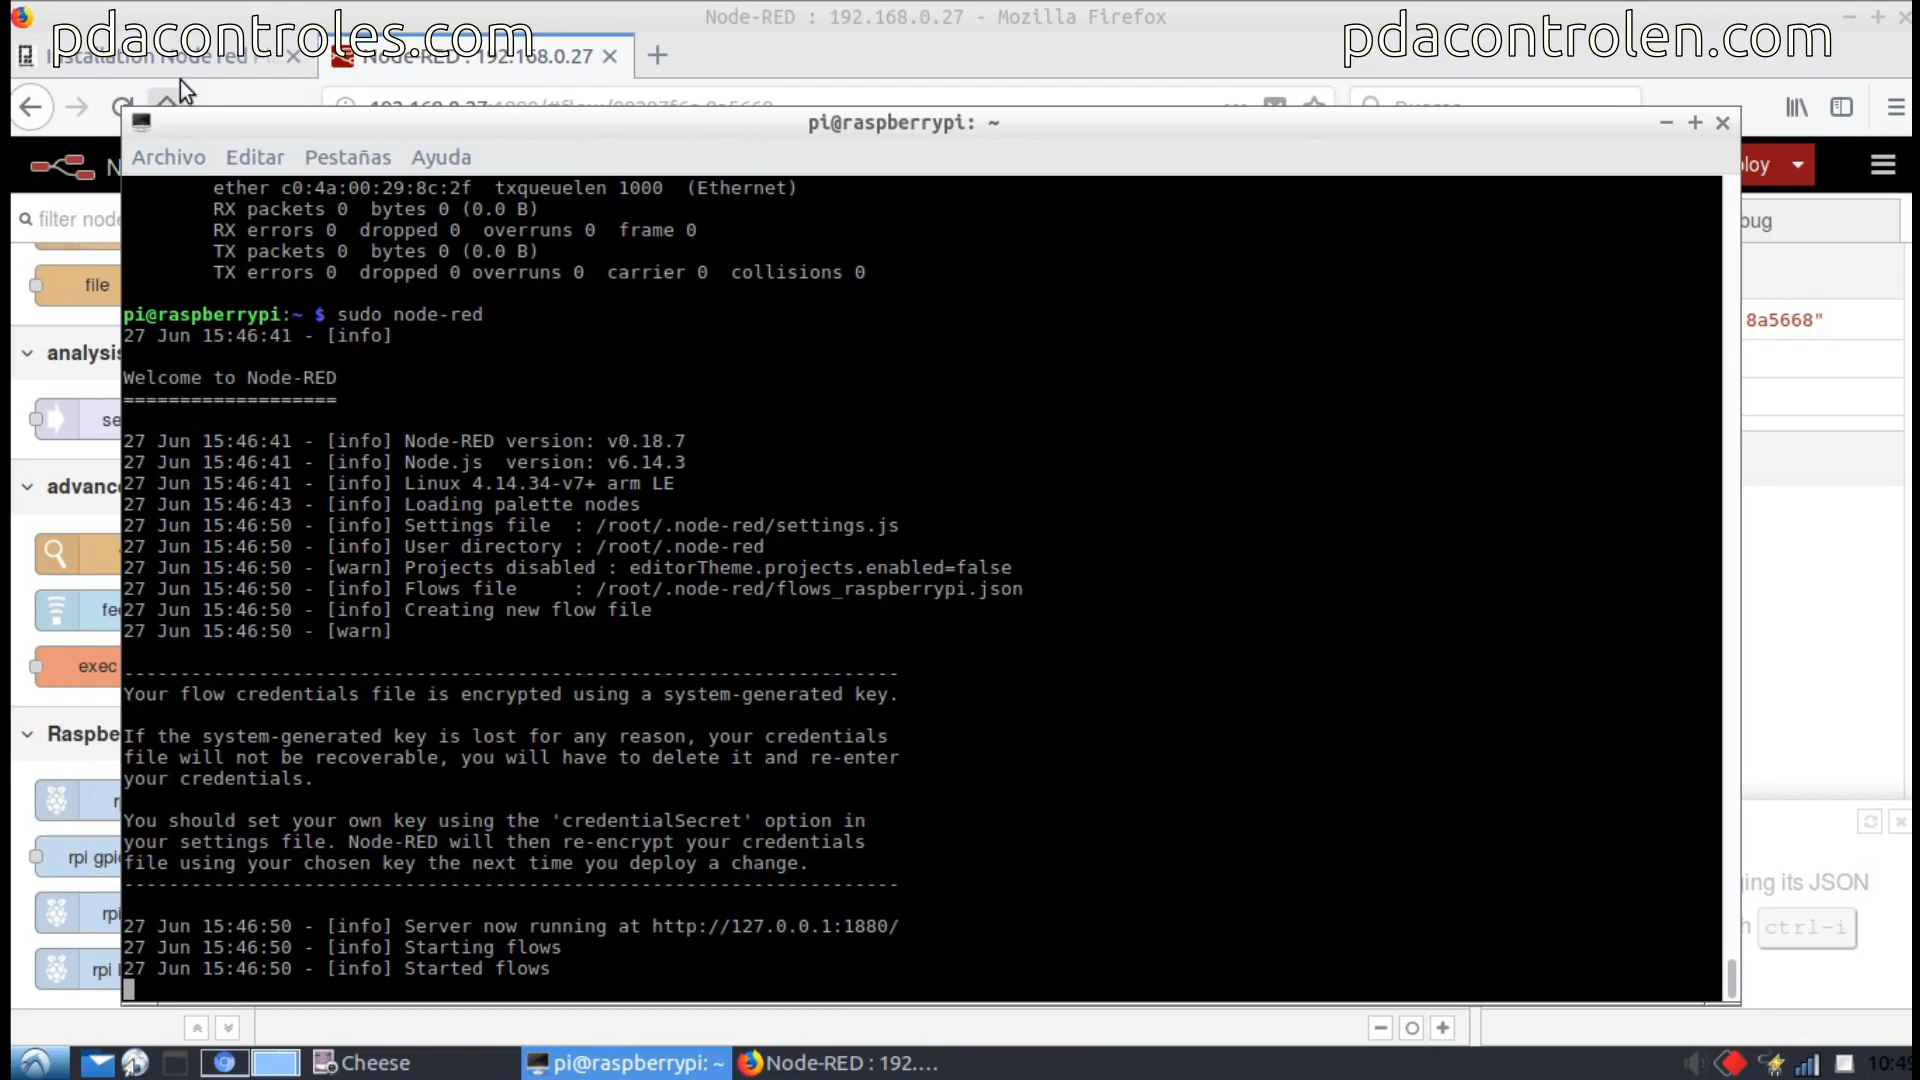 Node-RED : 192.168.0.27 - Mozilla Firefox
pdacontroles.com
pdacontrolen.com
Installation Node red
Node-RED : 192.168.0.27
pi@raspberrypi: ~
Archivo Editar Pestañas Ayuda
filter node
file
analysis
se
advanc
fee
exec
Raspbe
r
rpi gpi
rpi
rpi
ether c0:4a:00:29:8c:2f txqueuelen 1000 (Ethernet)
RX packets 0 bytes 0 (0.0 B)
RX errors 0 dropped 0 overruns 0 frame 0
TX packets 0 bytes 0 (0.0 B)
TX errors 0 dropped 0 overruns 0 carrier 0 collisions 0
pi@raspberrypi:~ $ sudo node-red
27 Jun 15:46:41 - [info]
Welcome to Node-RED
===================
27 Jun 15:46:41 - [info] Node-RED version: v0.18.7
27 Jun 15:46:41 - [info] Node.js version: v6.14.3
27 Jun 15:46:41 - [info] Linux 4.14.34-v7+ arm LE
27 Jun 15:46:43 - [info] Loading palette nodes
27 Jun 15:46:50 - [info] Settings file : /root/.node-red/settings.js
27 Jun 15:46:50 - [info] User directory : /root/.node-red
27 Jun 15:46:50 - [warn] Projects disabled : editorTheme.projects.enabled=false
27 Jun 15:46:50 - [info] Flows file : /root/.node-red/flows_raspberrypi.json
27 Jun 15:46:50 - [info] Creating new flow file
27 Jun 15:46:50 - [warn]
---------------------------------------------------------------------
Your flow credentials file is encrypted using a system-generated key.
If the system-generated key is lost for any reason, your credentials
file will not be recoverable, you will have to delete it and re-enter
your credentials.
You should set your own key using the 'credentialSecret' option in
your settings file. Node-RED will then re-encrypt your credentials
file using your chosen key the next time you deploy a change.
---------------------------------------------------------------------
27 Jun 15:46:50 - [info] Server now running at http://127.0.0.1:1880/
27 Jun 15:46:50 - [info] Starting flows
27 Jun 15:46:50 - [info] Started flows
loy
bug
8a5668"
ing its JSON
h ctrl-i
Cheese
pi@raspberrypi: ~
Node-RED : 192....
10:49